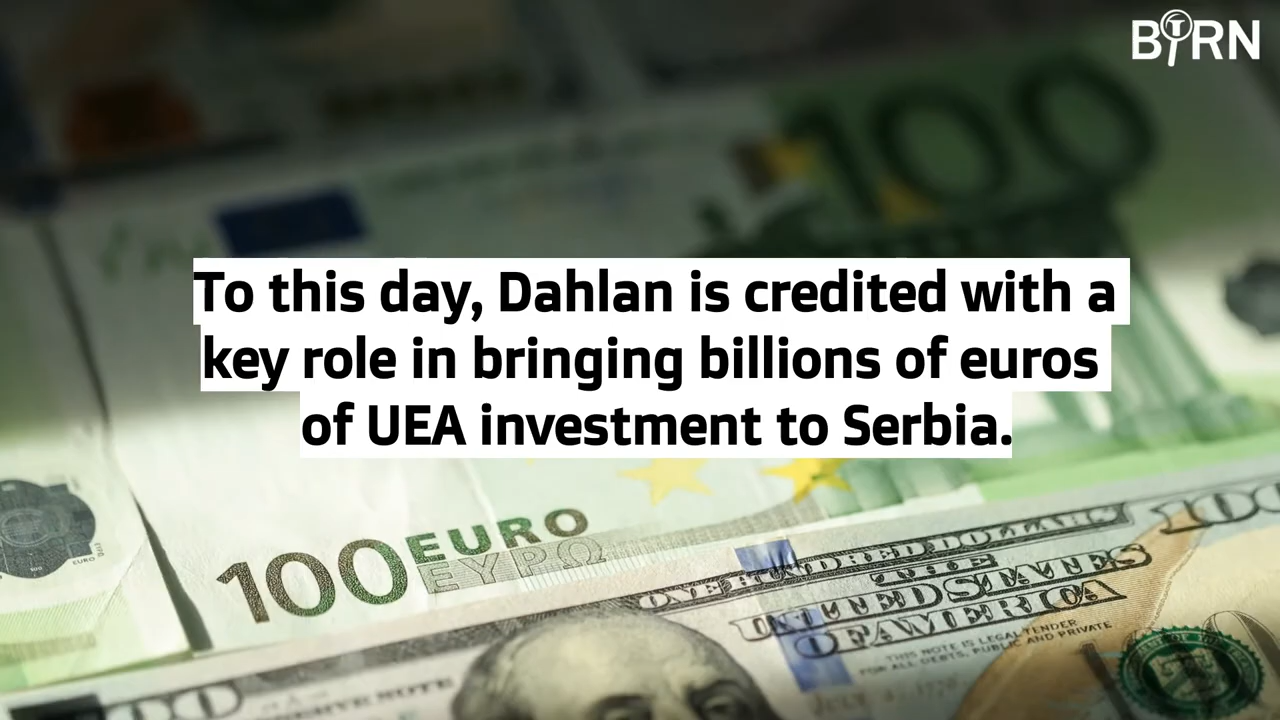 BIRN
100
To this day, Dahlan is credited with a
key role in bringing billions of euros
of UEA investment to Serbia.
100 EURO
ΕΥΡΩ
100
ONE HUNDRED DOLLARS
THE
UNITED STATES
OF AMERICA
THIS NOTE IS LEGAL TENDER
FOR ALL DEBTS, PUBLIC AND PRIVATE